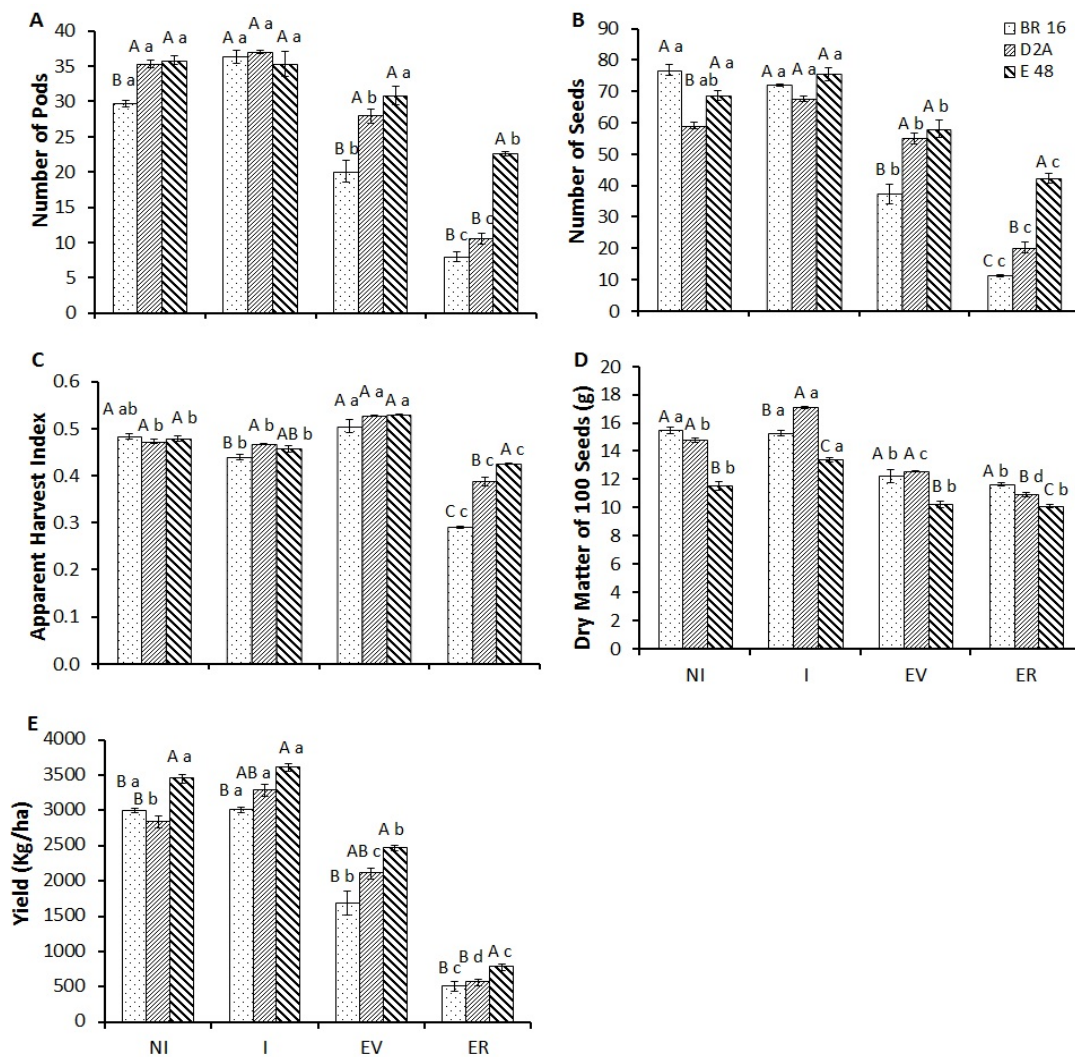 A
Number of Pods
40
35
30
25
20
15
10
5
0
B a A a A a
A a A a A a
B b A b A a
B c B c A b
B
Number of Seeds
90
80
70
60
50
40
30
20
10
0
A a B ab A a
A a A a A a
B b A b A b
C c B c A c
BR 16
D2A
E 48
C
Apparent Harvest Index
0.6
0.5
0.4
0.3
0.2
0.1
0.0
A ab A b A b
B b A b AB b
A a A a A a
C c B c A c
D
Dry Matter of 100 Seeds (g)
20
18
16
14
12
10
8
6
4
2
0
A a A b B b
B a A a C a
A b A c B b
A b B d C b
NI I EV ER
E
Yield (Kg/ha)
4000
3500
3000
2500
2000
1500
1000
500
0
B a B b A a
B a AB a A a
B b AB c A b
B c B d A c
NI I EV ER